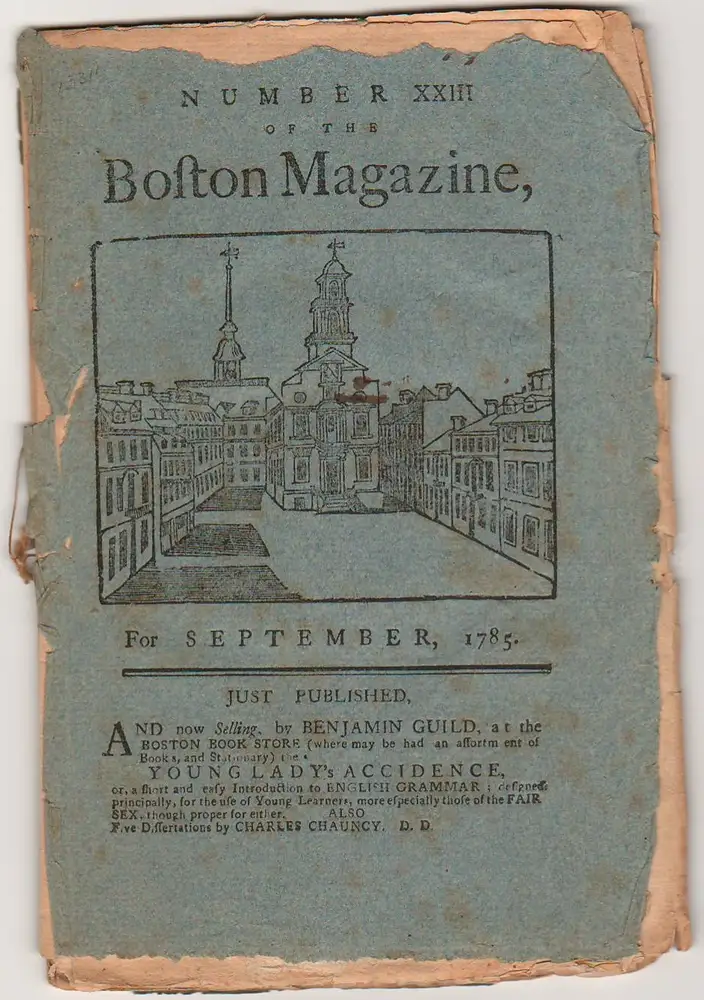 NUMBER XXIII
OF THE
Boſton Magazine,
For SEPTEMBER, 1785.
JUST PUBLISHED,
AND now Selling, by BENJAMIN GUILD, at the
BOSTON BOOK STORE (where may be had an aſſortment of
Books, and Stationary) the
YOUNG LADY's ACCIDENCE,
or, a ſhort and eaſy Introduction to ENGLISH GRAMMAR; deſigned
principally, for the uſe of Young Learners, more eſpecially thoſe of the FAIR
SEX, though proper for either. ALSO
Five Diſſertations by CHARLES CHAUNCY. D. D.